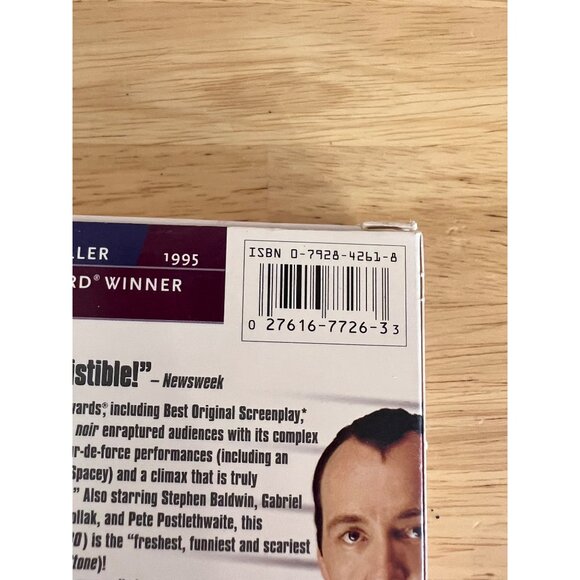 LLER 1995
RD® WINNER
ISBN 0-7928-4261-8
0 27616-7726-3 3
istible!” – Newsweek
wards, including Best Original Screenplay,*
noir enraptured audiences with its complex
r-de-force performances (including an
Spacey) and a climax that is truly
” Also starring Stephen Baldwin, Gabriel
ollak, and Pete Postlethwaite, this
O) is the “freshest, funniest and scariest
tone)!